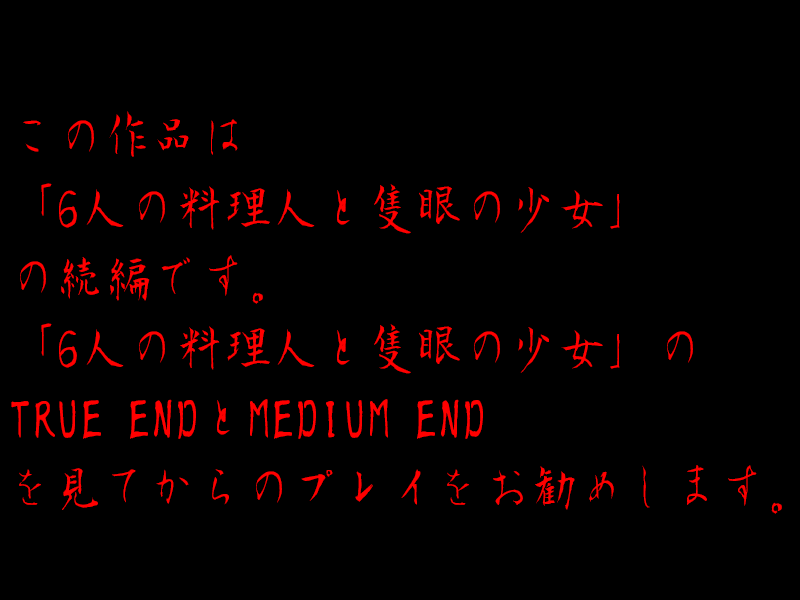 この作品は
「6人の料理人と隻眼の少女」
の続編です。
「6人の料理人と隻眼の少女」の
TRUE ENDとMEDIUM END
を見てからのプレイをお勧めします。